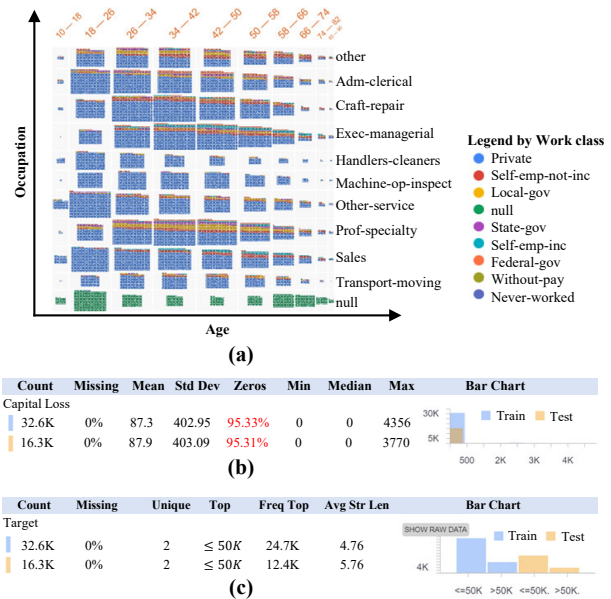 10 — 18
18 — 26
26 — 34
34 — 42
42 — 50
50 — 58
58 — 66
66 — 74
74 — 82
Occupation
other
Adm-clerical
Craft-repair
Exec-managerial
Handlers-cleaners
Machine-op-inspect
Other-service
Prof-specialty
Sales
Transport-moving
null
Age
Legend by Work class
Private
Self-emp-not-inc
Local-gov
null
State-gov
Self-emp-inc
Federal-gov
Without-pay
Never-worked
(a)
Count Missing Mean Std Dev Zeros Min Median Max Bar Chart
Capital Loss
32.6K 0% 87.3 402.95 95.33% 0 0 4356
16.3K 0% 87.9 403.09 95.31% 0 0 3770
30K
5K
Train Test
500 2K 3K 4K
(b)
Count Missing Unique Top Freq Top Avg Str Len Bar Chart
Target
32.6K 0% 2 ≤ 50K 24.7K 4.76
16.3K 0% 2 ≤ 50K 12.4K 5.76
SHOW RAW DATA
Train Test
4K
<=50K >50K <=50K. >50K.
(c)